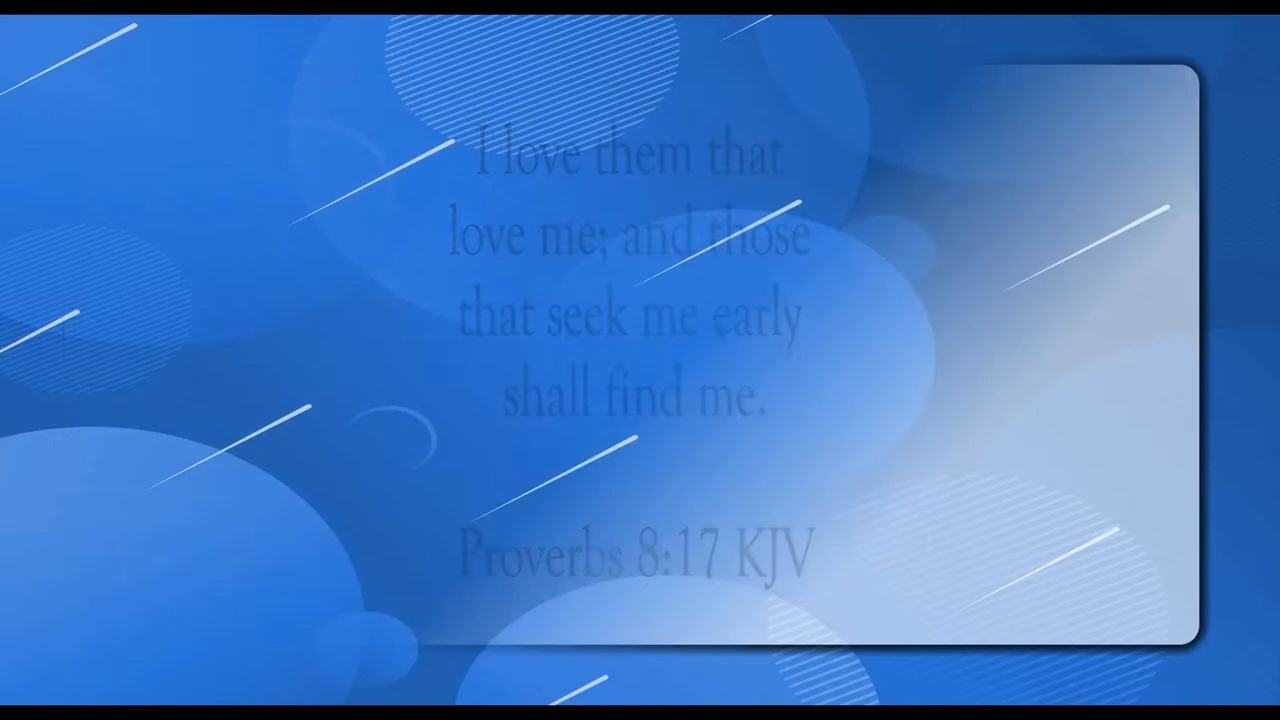 I love them that
love me; and those
that seek me early
shall find me.
Proverbs 8:17 KJV